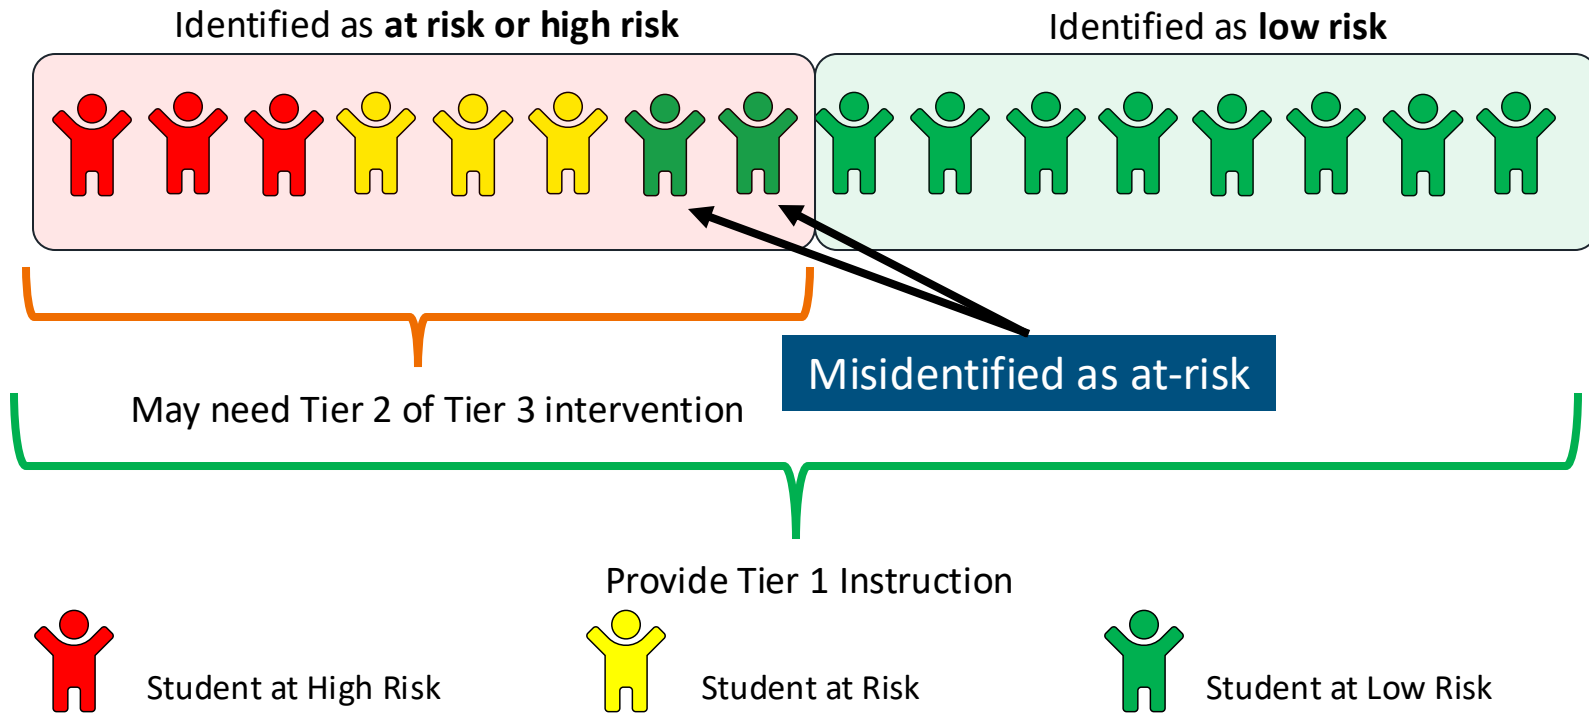 Identified as at risk or high risk
Identified as low risk
Misidentified as at-risk
May need Tier 2 of Tier 3 intervention
Provide Tier 1 Instruction
Student at High Risk
Student at Risk
Student at Low Risk